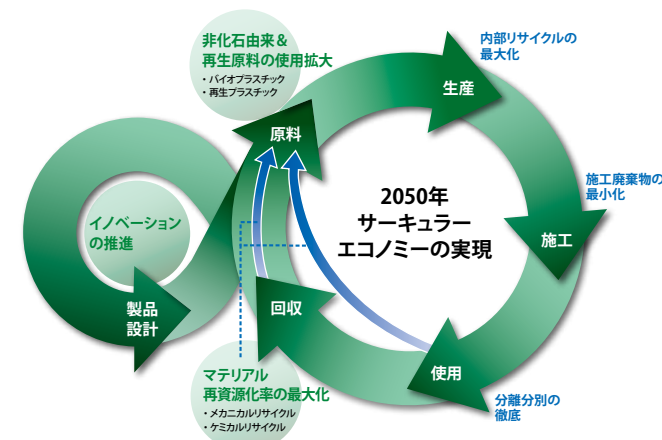 非化石由来&
再生原料の使用拡大
・バイオプラスチック
・再生プラスチック
内部リサイクルの
最大化
生産
原料
施工廃棄物の
最小化
2050年
サーキュラー
エコノミーの実現
イノベーション
の推進
施工
製品
設計
回収
使用
マテリアル
再資源化率の最大化
・メカニカルリサイクル
・ケミカルリサイクル
分離分別の
徹底